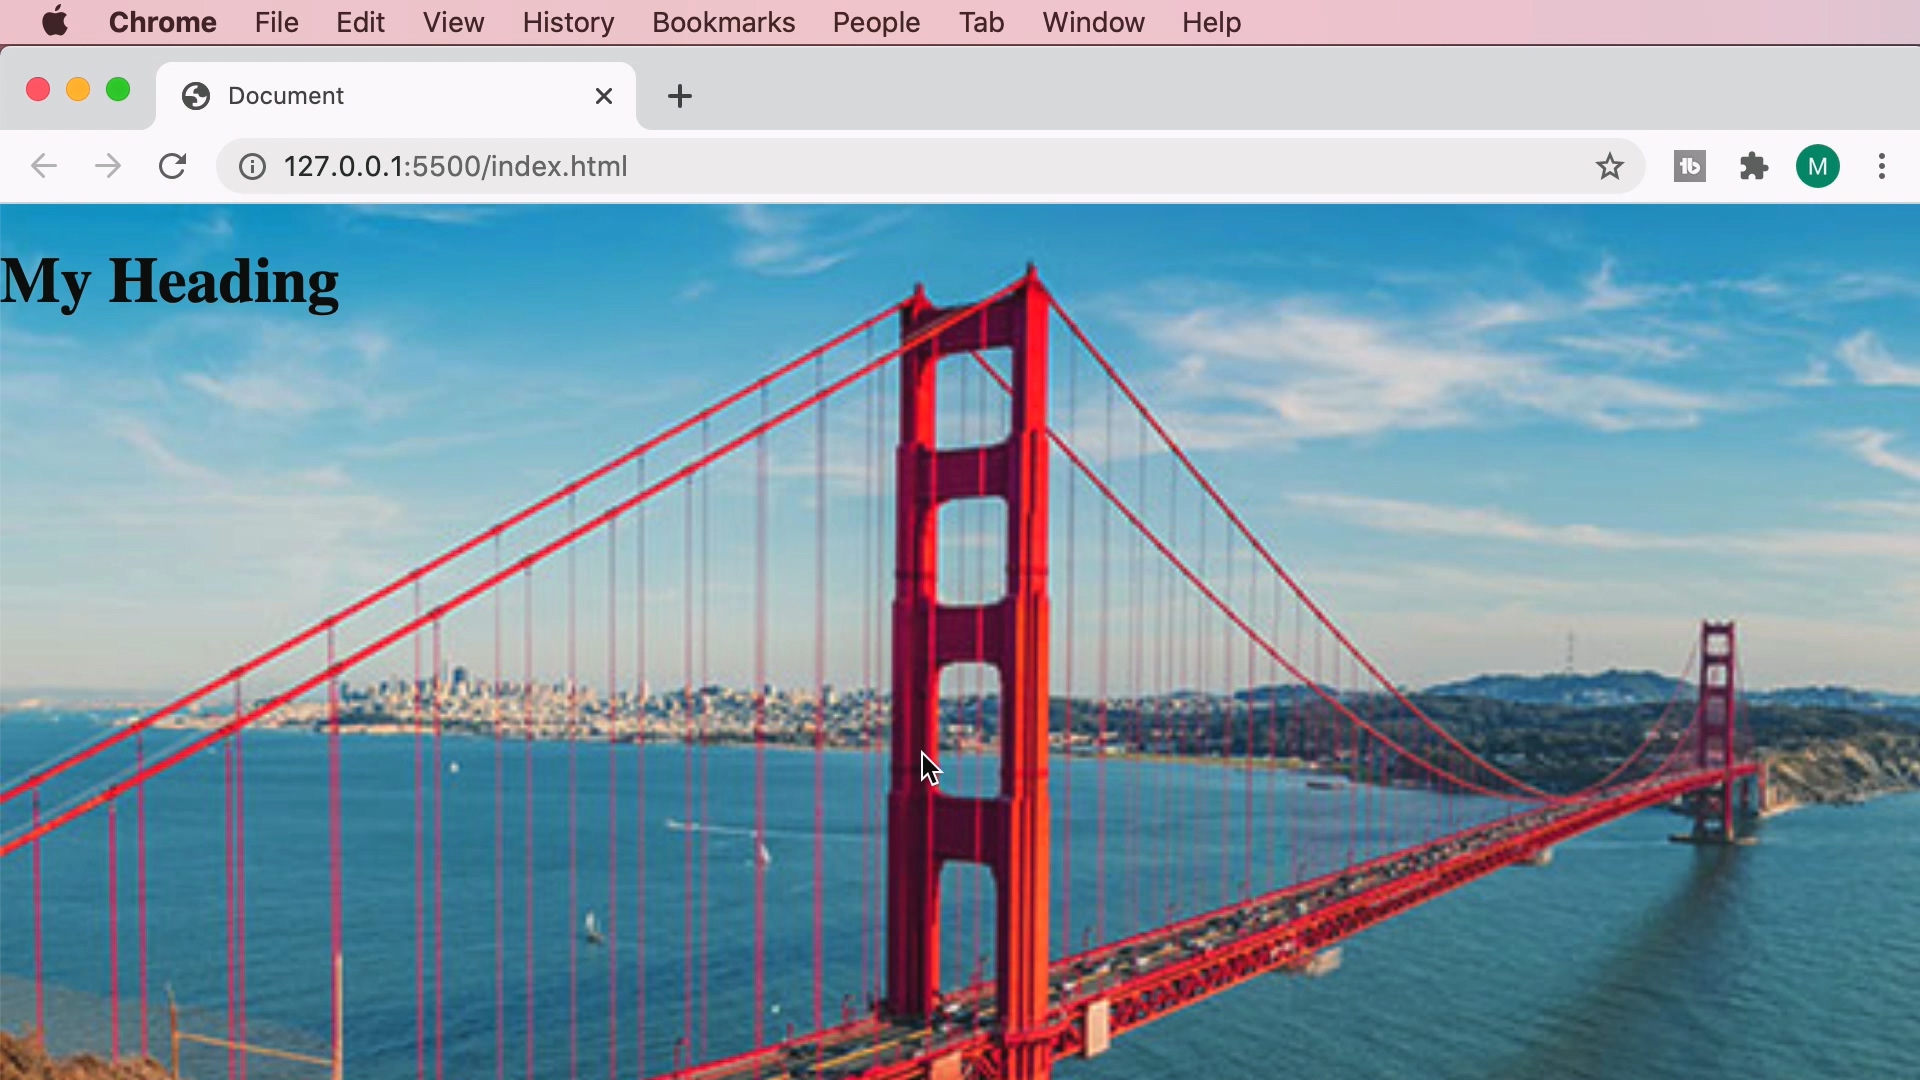 Chrome File Edit View History Bookmarks People Tab Window Help
Document
127.0.0.1:5500/index.html
tb M
My Heading